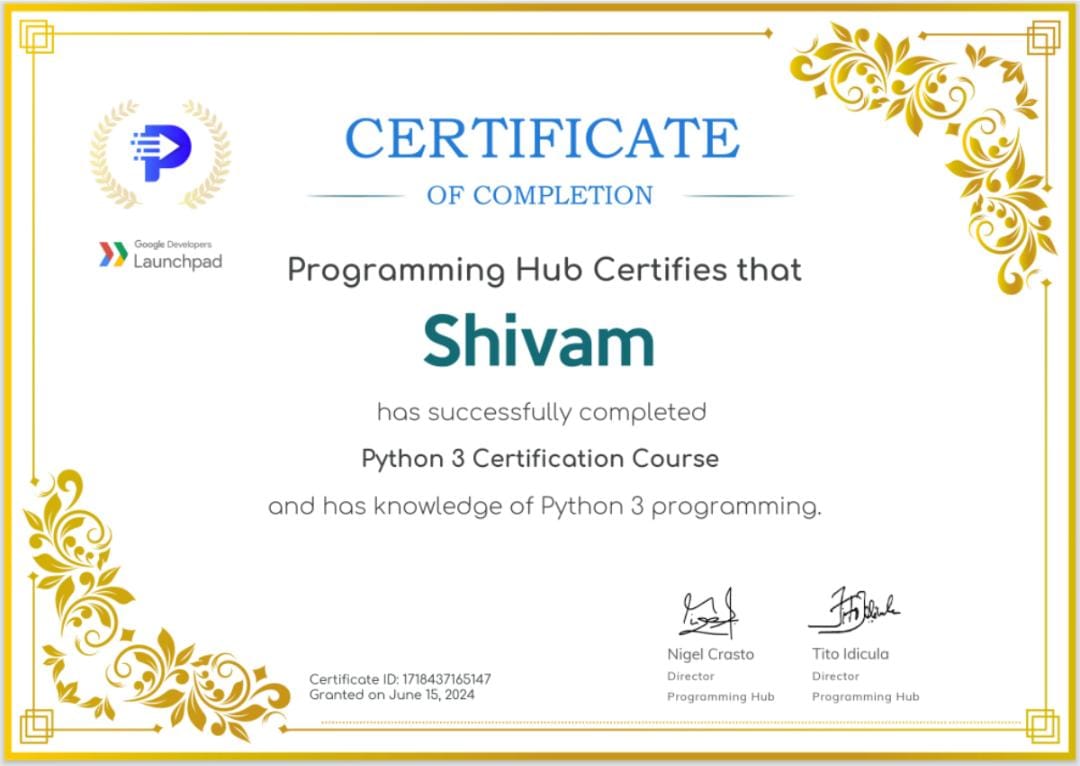 CERTIFICATE
OF COMPLETION
Google Developers
Launchpad
Programming Hub Certifies that
Shivam
has successfully completed
Python 3 Certification Course
and has knowledge of Python 3 programming.
Nigel Crasto
Director
Programming Hub
Tito Idicula
Director
Programming Hub
Certificate ID: 1718437165147
Granted on June 15, 2024